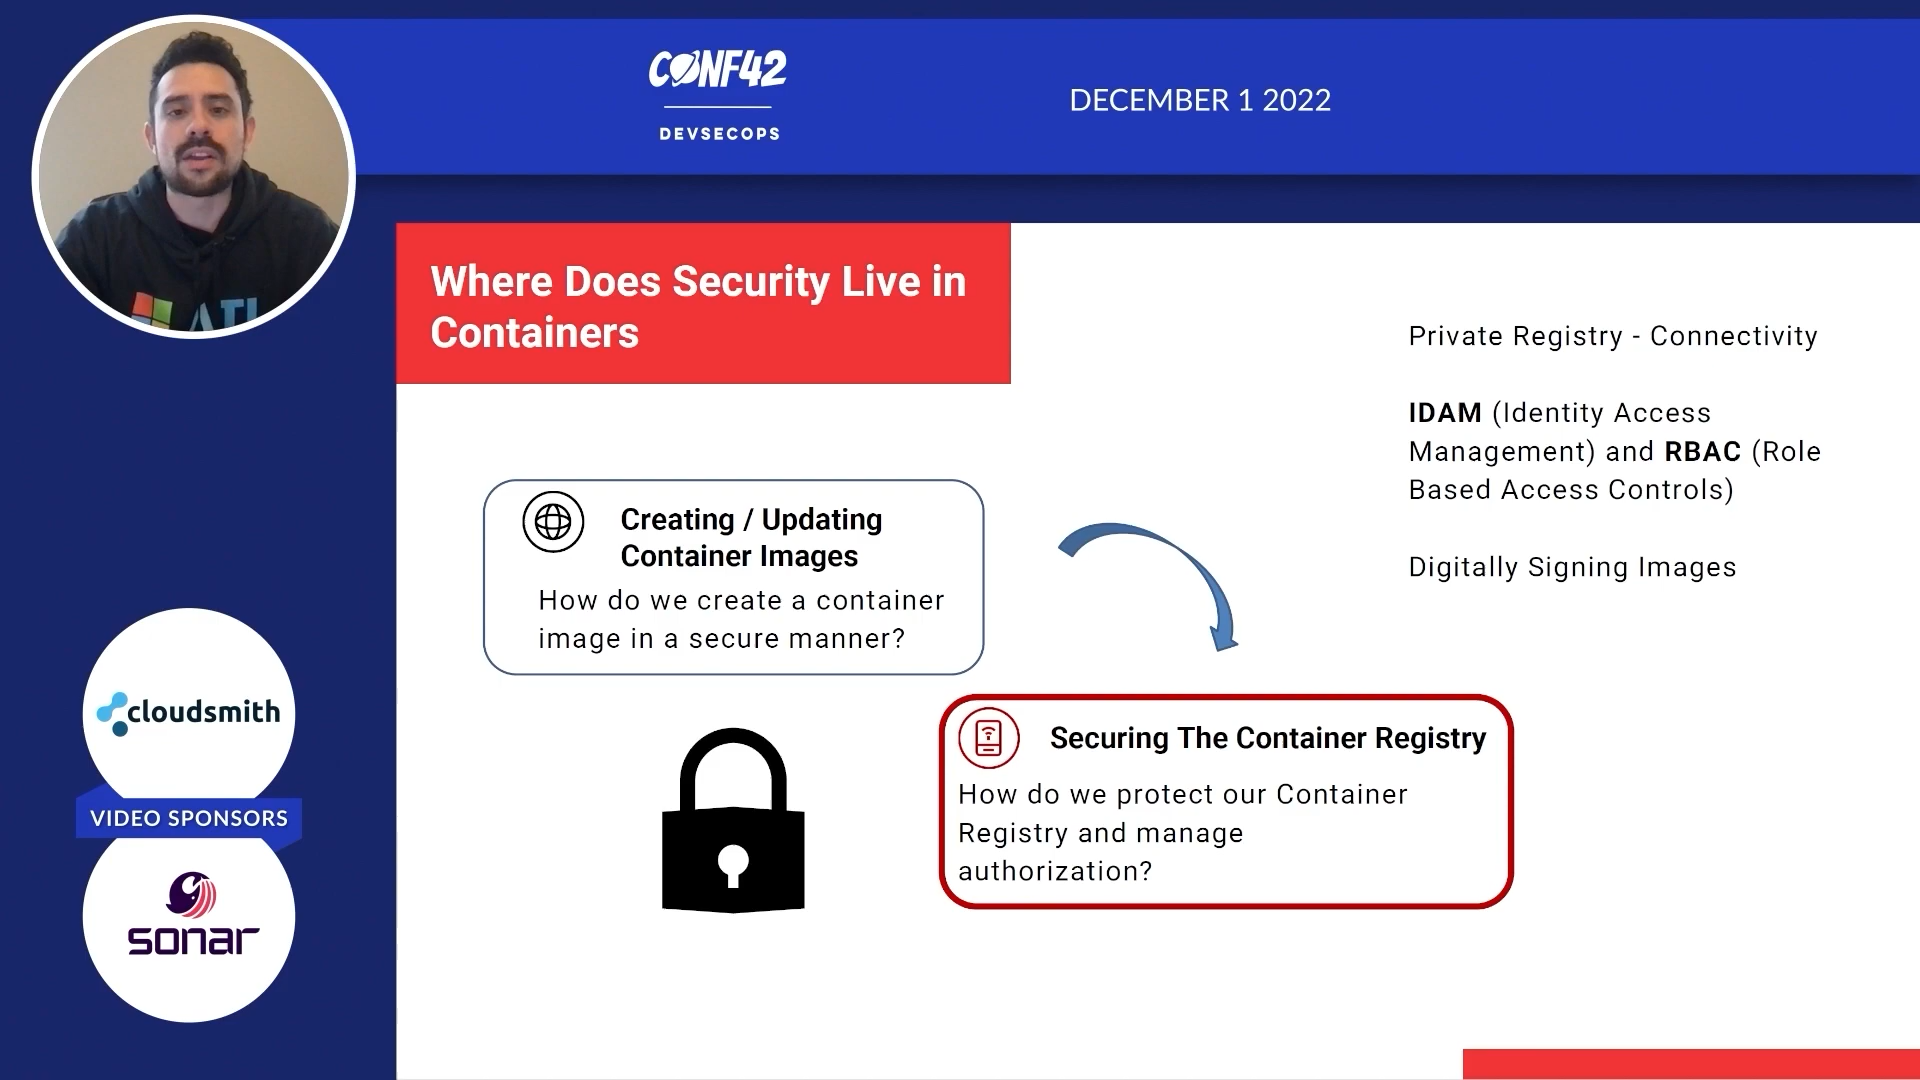 CONF42
DEVSECOPS
DECEMBER 1 2022
Where Does Security Live in
Containers
Private Registry - Connectivity
IDAM (Identity Access
Management) and RBAC (Role
Based Access Controls)
Digitally Signing Images
Creating / Updating
Container Images
How do we create a container
image in a secure manner?
Securing The Container Registry
How do we protect our Container
Registry and manage
authorization?
cloudsmith
VIDEO SPONSORS
sonar
ATL